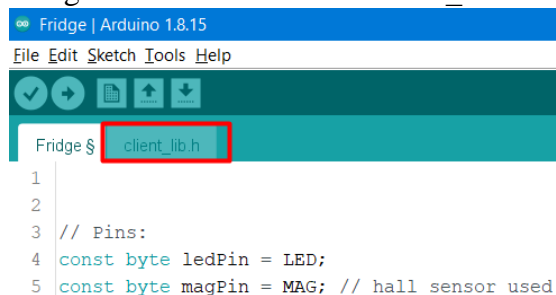 Fridge | Arduino 1.8.15
File Edit Sketch Tools Help
Fridge § client_lib.h
1
2
3 // Pins:
4 const byte ledPin = LED;
5 const byte magPin = MAG; // hall sensor used